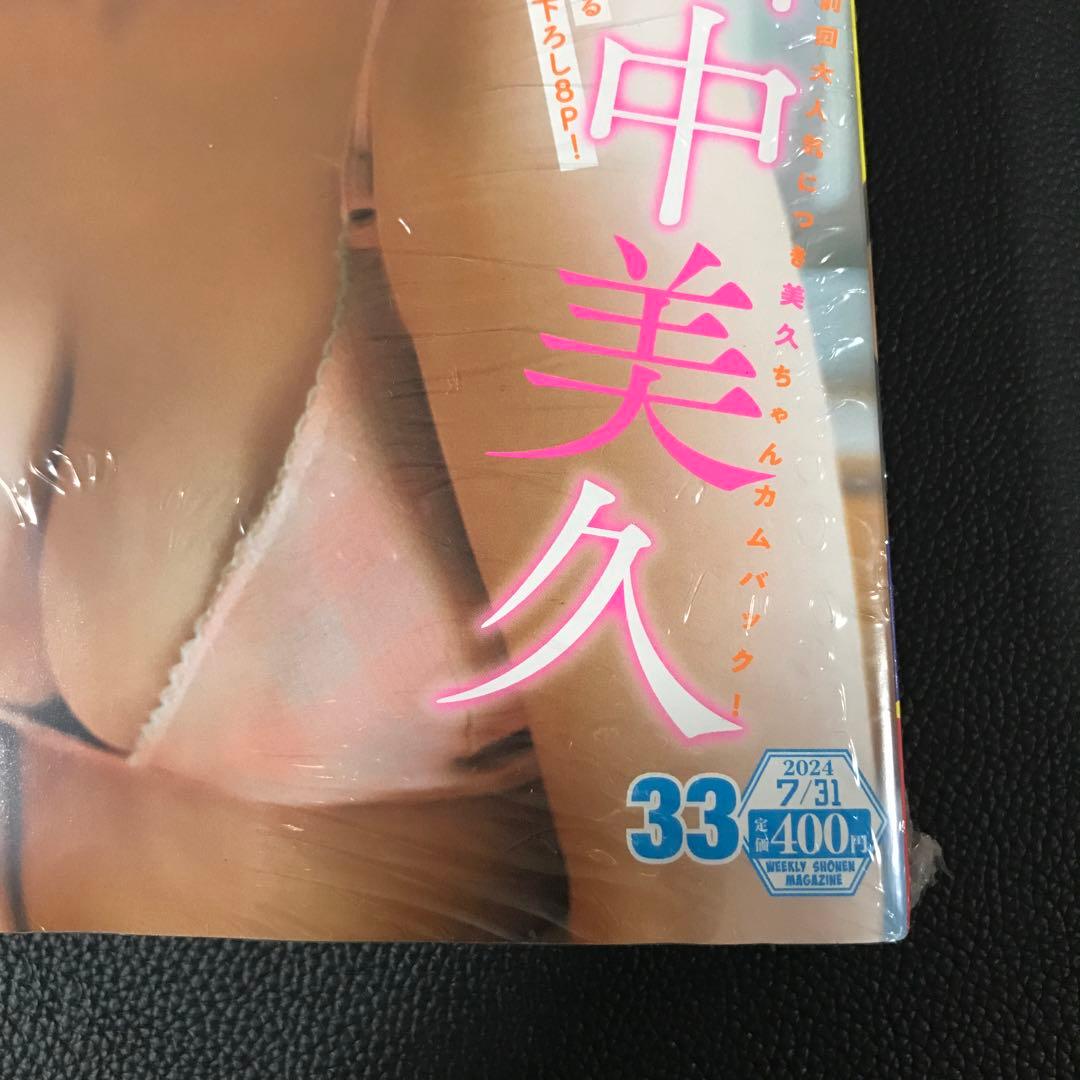 前回大人気につき美久ちゃんカムバック!
中美久
る
下ろし8P!
33
2024
7/31
定価400円
WEEKLY SHONEN
MAGAZINE